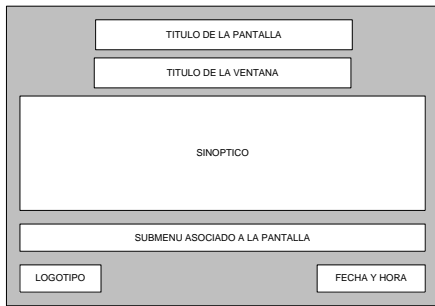 TITULO DE LA PANTALLA
TITULO DE LA VENTANA
SINOPTICO
SUBMENU ASOCIADO A LA PANTALLA
LOGOTIPO
FECHA Y HORA